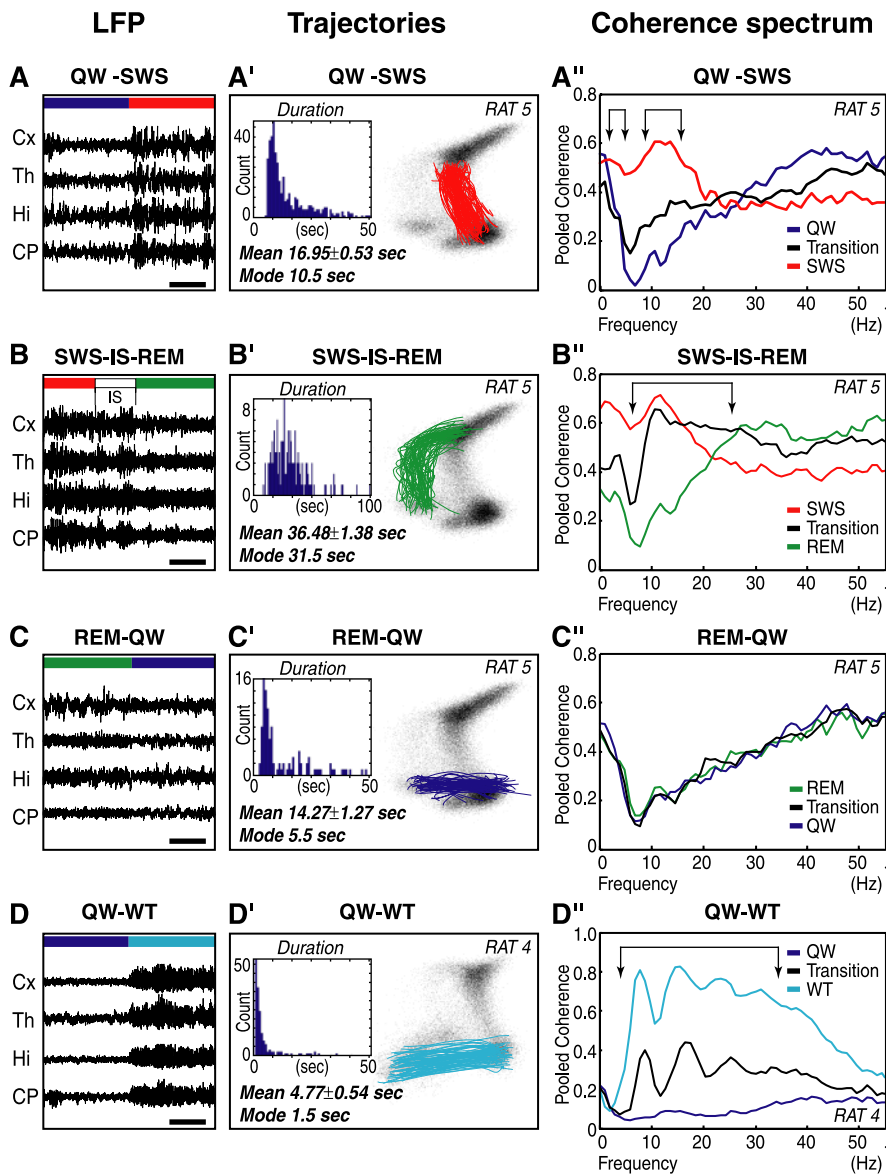 LFP Trajectories Coherence spectrum
A QW -SWS A' QW -SWS A" QW -SWS
Cx
Th
Hi
CP
Duration
RAT 5
40
Count
0
0 (sec) 50
Mean 16.95±0.53 sec
Mode 10.5 sec
RAT 5
0.8
0.6
0.4
0.2
0
Pooled Coherence
QW
Transition
SWS
0 10 20 30 40 50
Frequency (Hz)
B SWS-IS-REM B' SWS-IS-REM B" SWS-IS-REM
IS
Cx
Th
Hi
CP
Duration
RAT 5
8
Count
0
0 (sec) 100
Mean 36.48±1.38 sec
Mode 31.5 sec
RAT 5
0.8
0.6
0.4
0.2
0
Pooled Coherence
SWS
Transition
REM
0 10 20 30 40 50
Frequency (Hz)
C REM-QW C' REM-QW C" REM-QW
Cx
Th
Hi
CP
Duration
RAT 5
16
Count
0
0 (sec) 50
Mean 14.27±1.27 sec
Mode 5.5 sec
RAT 5
0.8
0.6
0.4
0.2
0
Pooled Coherence
REM
Transition
QW
0 10 20 30 40 50
Frequency (Hz)
D QW-WT D' QW-WT D" QW-WT
Cx
Th
Hi
CP
Duration
RAT 4
50
Count
0
0 (sec) 50
Mean 4.77±0.54 sec
Mode 1.5 sec
1.0
0.8
0.6
0.4
0.2
0
Pooled Coherence
QW
Transition
WT
RAT 4
0 10 20 30 40 50
Frequency (Hz)